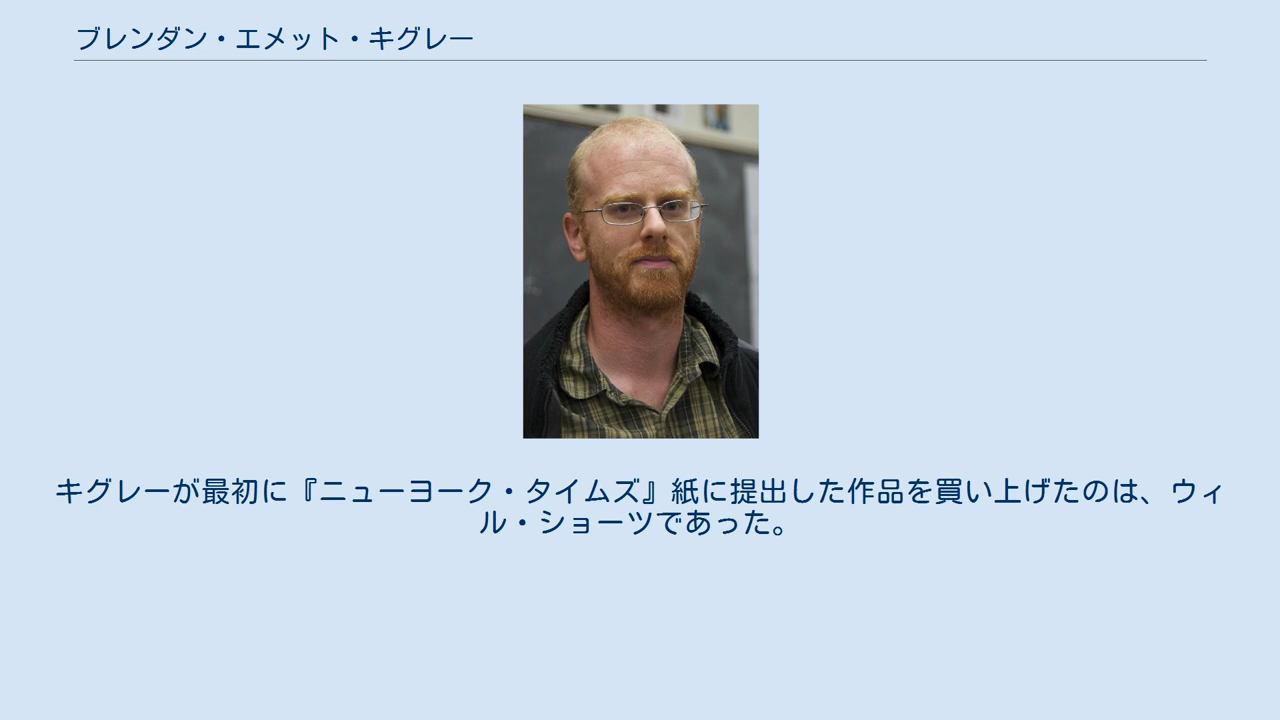 ブレンダン・エメット・キグレー
キグレーが最初に『ニューヨーク・タイムズ』紙に提出した作品を買い上げたのは、ウィ
ル・ショーツであった。